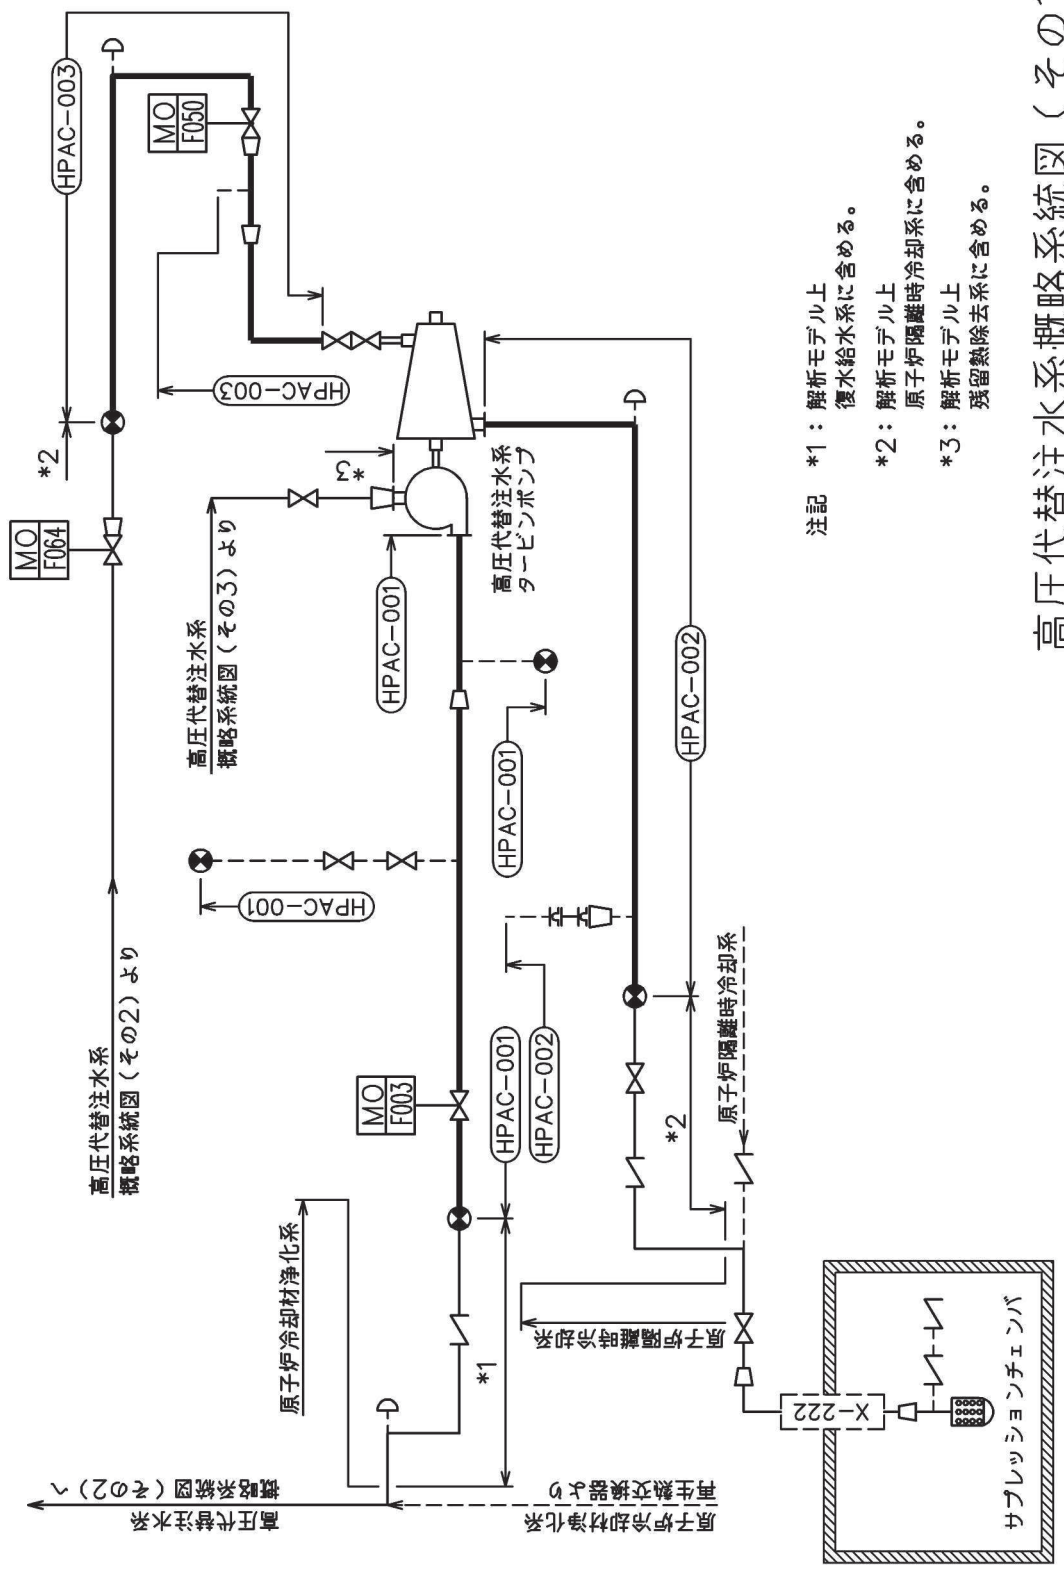 高圧代替注水系
概略系統図（その2）へ
原子炉冷却材浄化系
再生熱交換器より
原子炉冷却材浄化系
*1
高圧代替注水系
概略系統図（その2）より
MO
F064
*2
HPAC-003
MO
F050
HPAC-003
高圧代替注水系
概略系統図（その3）より
*3
HPAC-001
HPAC-001
MO
F003
HPAC-001
HPAC-002
HPAC-001
高圧代替注水系
タービンポンプ
HPAC-002
*2
原子炉隔離時冷却系
原子炉隔離時冷却系
X-222
サプレッションチェンバ
注記 *1：解析モデル上
復水給水系に含める。
*2：解析モデル上
原子炉隔離時冷却系に含める。
*3：解析モデル上
残留熱除去系に含める。
高圧代替注水系概略系統図（その